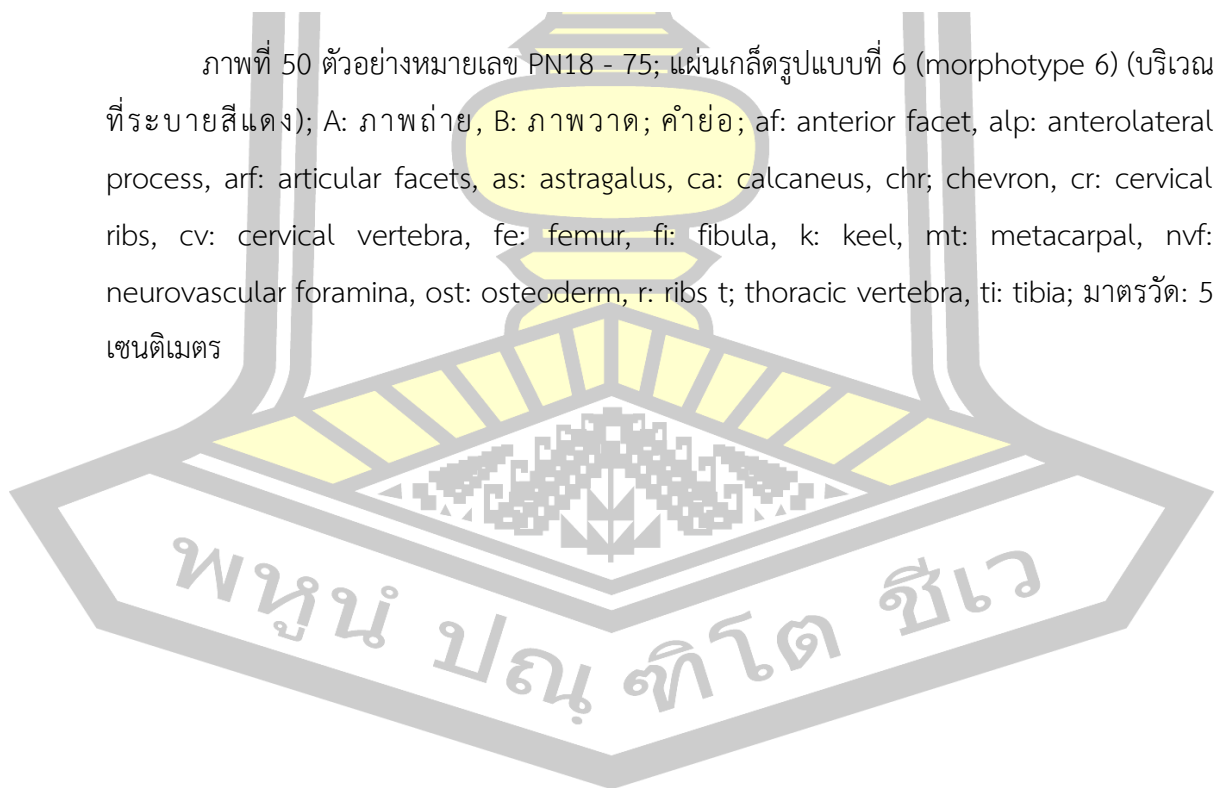 ภาพที่ 50 ตัวอย่างหมายเลข PN18 - 75; แผ่นเกล็ดรูปแบบที่ 6 (morphotype 6) (บริเวณ
ที่ระบายสีแดง); A: ภาพถ่าย, B: ภาพวาด; คำย่อ; af: anterior facet, alp: anterolateral
process, arf: articular facets, as: astragalus, ca: calcaneus, chr; chevron, cr: cervical
ribs, cv: cervical vertebra, fe: femur, fi: fibula, k: keel, mt: metacarpal, nvf:
neurovascular foramina, ost: osteoderm, r: ribs t; thoracic vertebra, ti: tibia; มาตรวัด: 5
เซนติเมตร
พหูนํ ปณฺฑิโต ชีเว